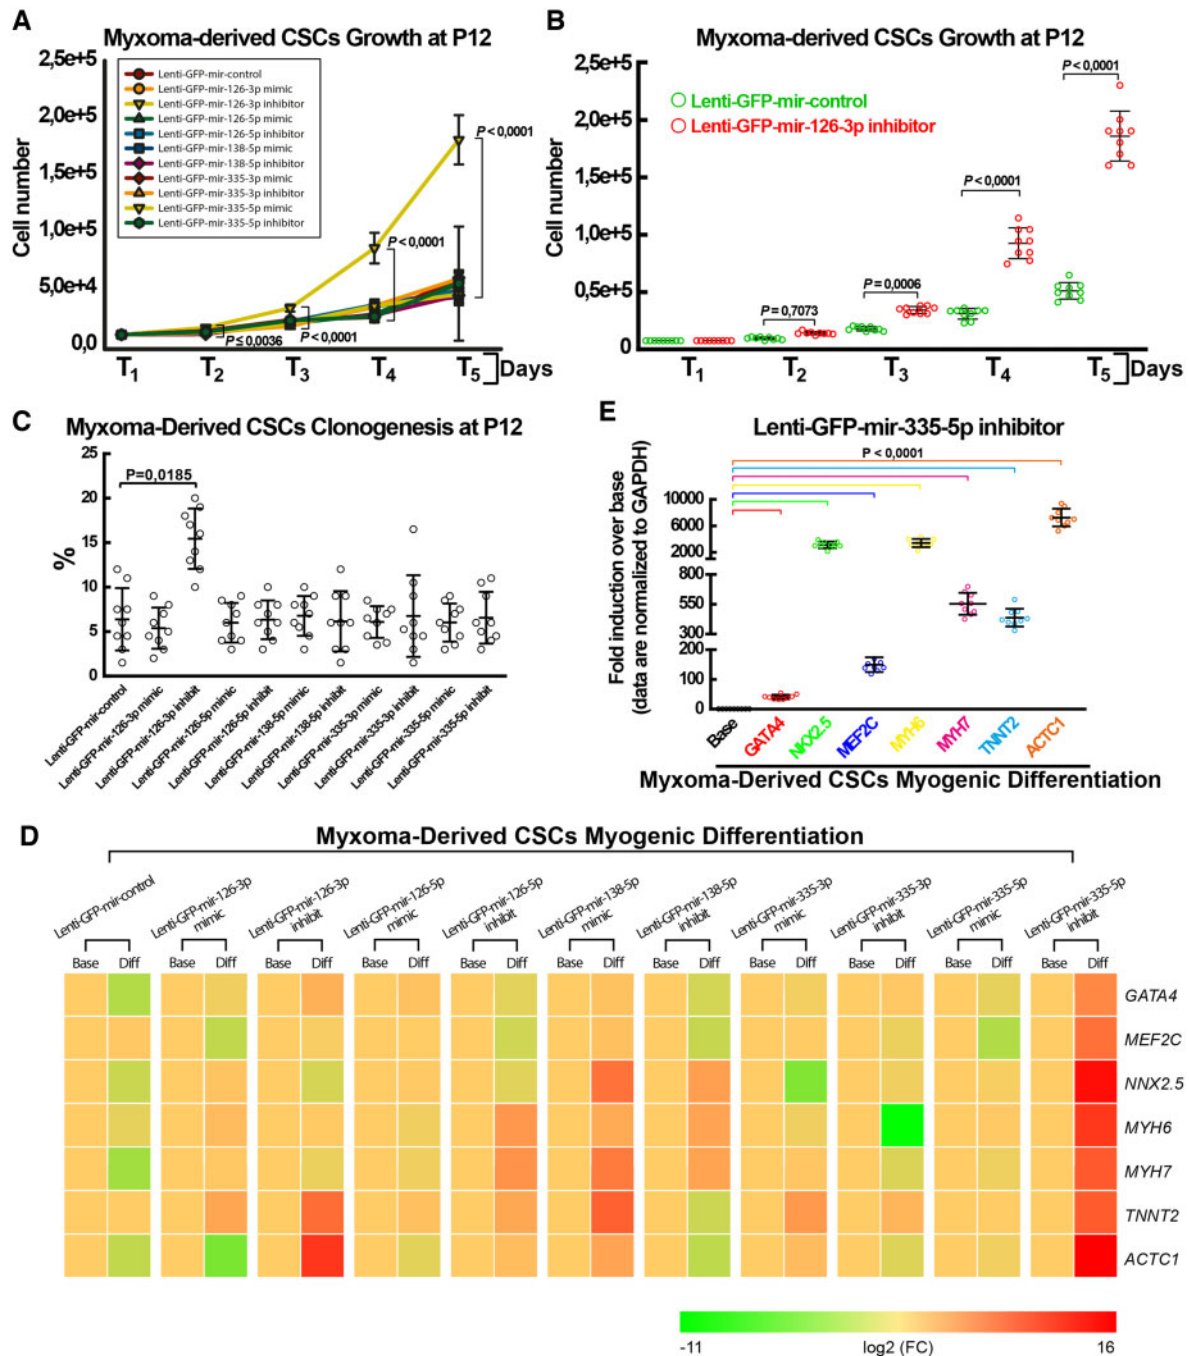 A
Myxoma-derived CSCs Growth at P12
2,5e+5
2,0e+5
1,5e+5
1,0e+5
5,0e+4
0,0
Cell number
Lenti-GFP-mir-control
Lenti-GFP-mir-126-3p mimic
Lenti-GFP-mir-126-3p inhibitor
Lenti-GFP-mir-126-5p mimic
Lenti-GFP-mir-126-5p inhibitor
Lenti-GFP-mir-138-5p mimic
Lenti-GFP-mir-138-5p inhibitor
Lenti-GFP-mir-335-3p mimic
Lenti-GFP-mir-335-3p inhibitor
Lenti-GFP-mir-335-5p mimic
Lenti-GFP-mir-335-5p inhibitor
P < 0,0001
P < 0,0001
P < 0,0001
P ≤ 0,0036
T1 T2 T3 T4 T5 Days
B
Myxoma-derived CSCs Growth at P12
2,5e+5
2,0e+5
1,5e+5
1,0e+5
0,5e+5
0
Cell number
Lenti-GFP-mir-control
Lenti-GFP-mir-126-3p inhibitor
P < 0,0001
P < 0,0001
P = 0,0006
P = 0,7073
T1 T2 T3 T4 T5 Days
C
Myxoma-Derived CSCs Clonogenesis at P12
25
20
15
10
5
0
%
P=0,0185
Lenti-GFP-mir-control
Lenti-GFP-mir-126-3p mimic
Lenti-GFP-mir-126-3p inhibit
Lenti-GFP-mir-126-5p mimic
Lenti-GFP-mir-126-5p inhibit
Lenti-GFP-mir-138-5p mimic
Lenti-GFP-mir-138-5p inhibit
Lenti-GFP-mir-335-3p mimic
Lenti-GFP-mir-335-3p inhibit
Lenti-GFP-mir-335-5p mimic
Lenti-GFP-mir-335-5p inhibit
E
Lenti-GFP-mir-335-5p inhibitor
P < 0,0001
Fold induction over base
(data are normalized to GAPDH)
10000
6000
2000
800
550
300
200
100
0
Base
GATA4
NKX2.5
MEF2C
MYH6
MYH7
TNNT2
ACTC1
Myxoma-Derived CSCs Myogenic Differentiation
D
Myxoma-Derived CSCs Myogenic Differentiation
Lenti-GFP-mir-control
Lenti-GFP-mir-126-3p
mimic
Lenti-GFP-mir-126-3p
inhibit
Lenti-GFP-mir-126-5p
mimic
Lenti-GFP-mir-126-5p
inhibit
Lenti-GFP-mir-138-5p
mimic
Lenti-GFP-mir-138-5p
inhibit
Lenti-GFP-mir-335-3p
mimic
Lenti-GFP-mir-335-3p
inhibit
Lenti-GFP-mir-335-5p
mimic
Lenti-GFP-mir-335-5p
inhibit
Base Diff Base Diff Base Diff Base Diff Base Diff Base Diff Base Diff Base Diff Base Diff Base Diff Base Diff
GATA4
MEF2C
NNX2.5
MYH6
MYH7
TNNT2
ACTC1
-11 log2 (FC) 16